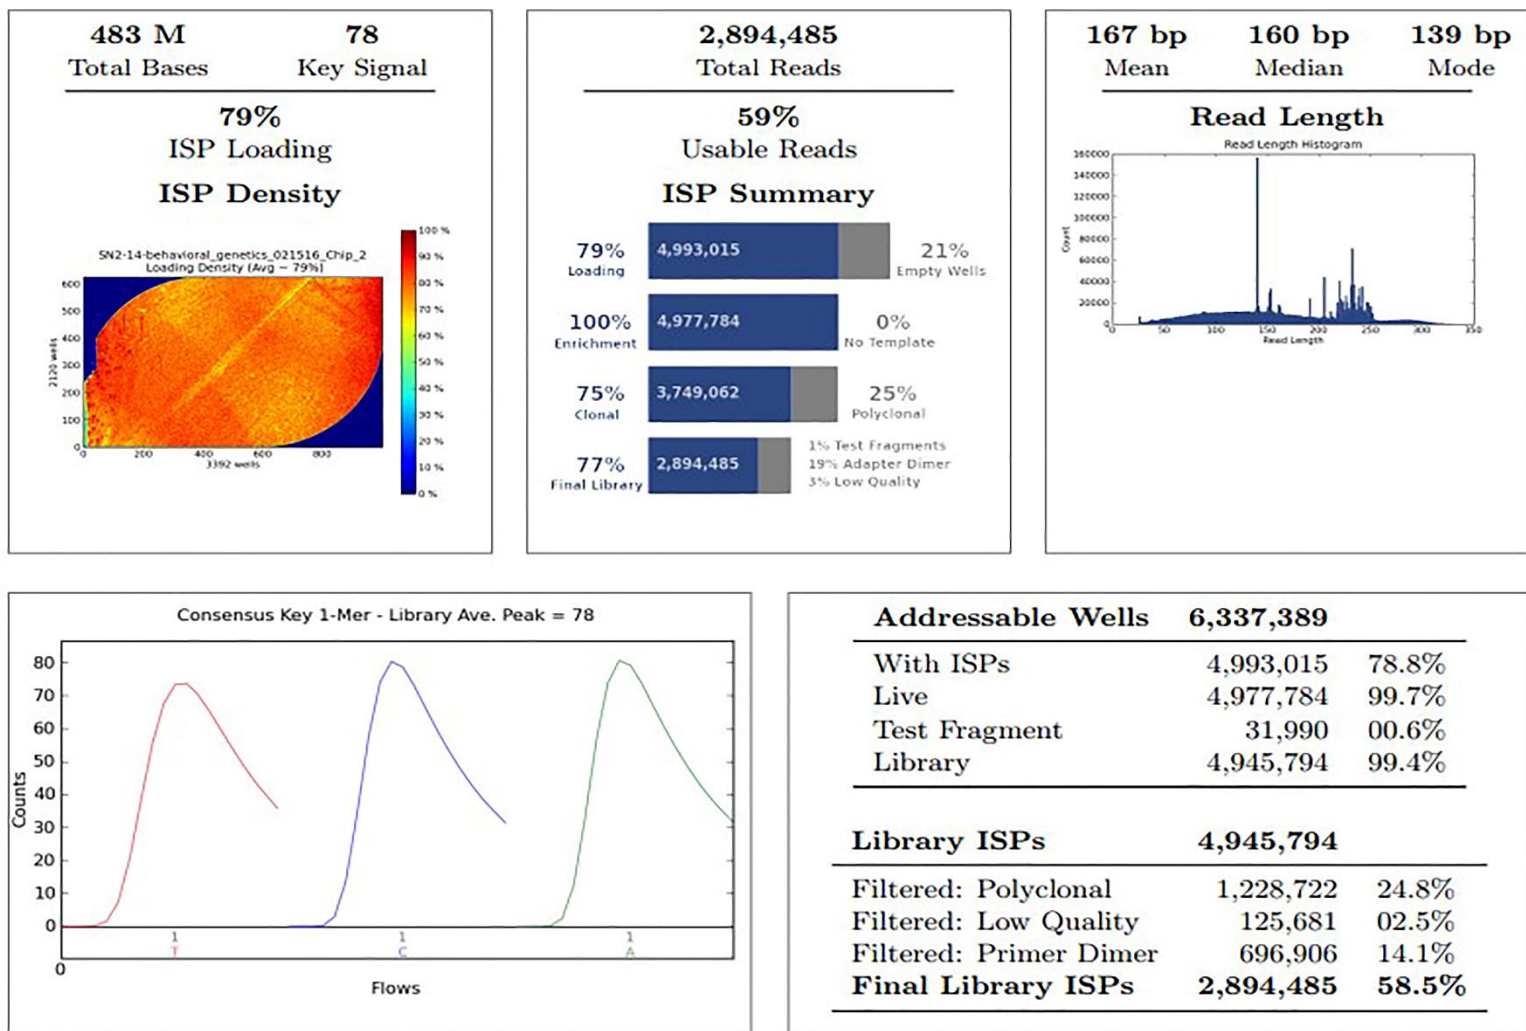 483 M 78
Total Bases Key Signal
79%
ISP Loading
ISP Density
SN2-14-behavioral_genetics_021516_Chip_2
Loading Density (Avg ~ 79%)
600
500
400
300
200
100
0
2120 wells
0 200 400 600 800
3392 wells
100 %
90 %
80 %
70 %
60 %
50 %
40 %
30 %
20 %
10 %
0 %
2,894,485
Total Reads
59%
Usable Reads
ISP Summary
79% 4,993,015 21%
Loading Empty Wells
100% 4,977,784 0%
Enrichment No Template
75% 3,749,062 25%
Clonal Polyclonal
77% 2,894,485
Final Library
1% Test Fragments
19% Adapter Dimer
3% Low Quality
167 bp 160 bp 139 bp
Mean Median Mode
Read Length
Read Length Histogram
160000
140000
120000
100000
80000
60000
40000
20000
0
Count
0 50 100 150 200 250 300 350
Read Length
Consensus Key 1-Mer - Library Ave. Peak = 78
80
70
60
50
40
30
20
10
0
Counts
1 1 1
T C A
0
Flows
Addressable Wells 6,337,389
With ISPs 4,993,015 78.8%
Live 4,977,784 99.7%
Test Fragment 31,990 00.6%
Library 4,945,794 99.4%
Library ISPs 4,945,794
Filtered: Polyclonal 1,228,722 24.8%
Filtered: Low Quality 125,681 02.5%
Filtered: Primer Dimer 696,906 14.1%
Final Library ISPs 2,894,485 58.5%